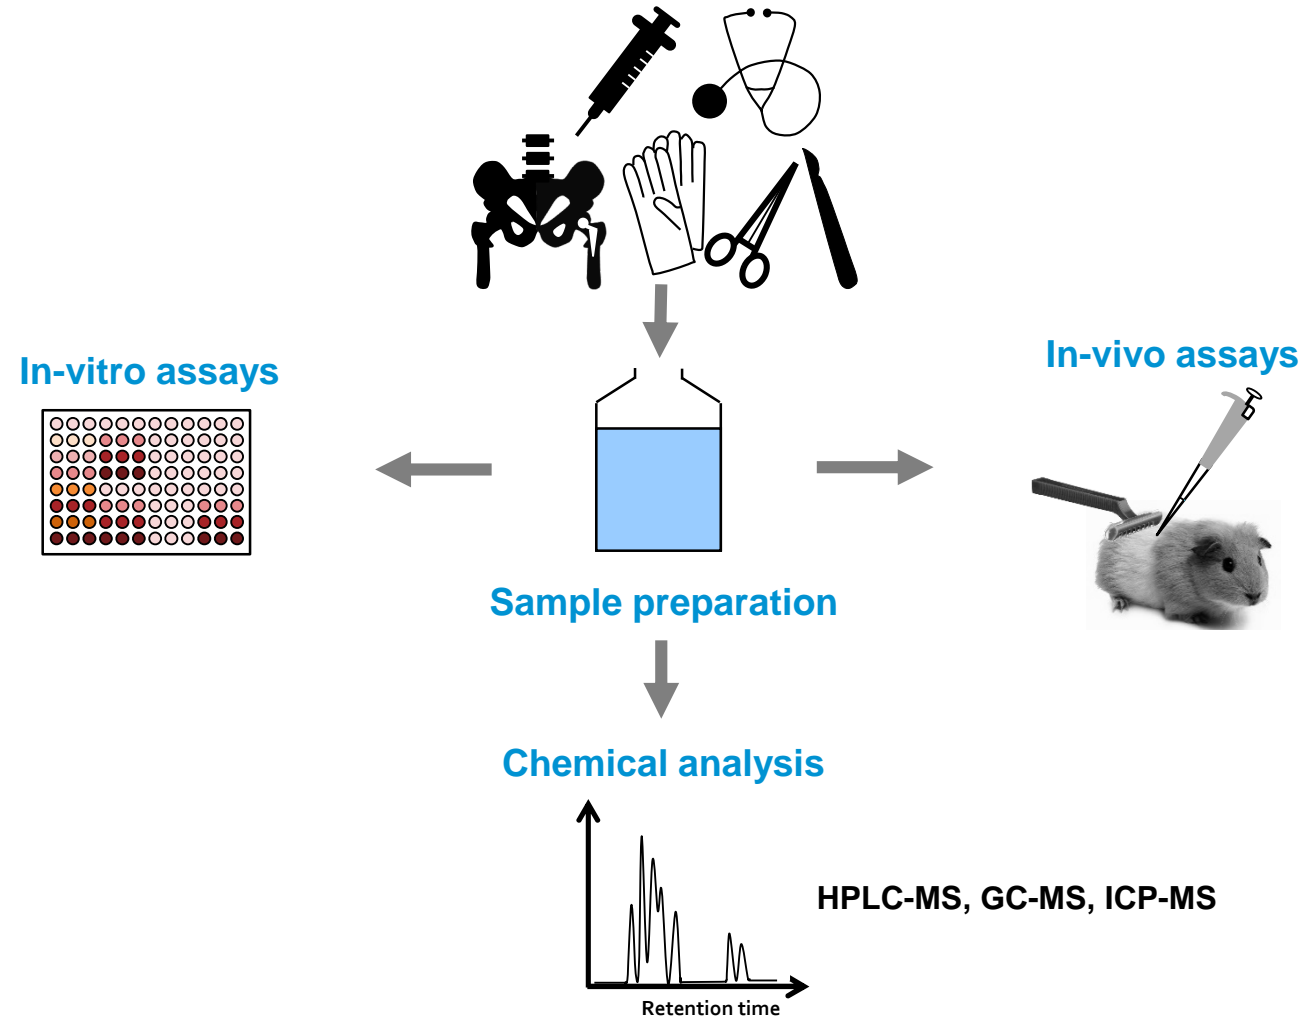 In-vitro assays
In-vivo assays
Sample preparation
Chemical analysis
HPLC-MS, GC-MS, ICP-MS
Retention time